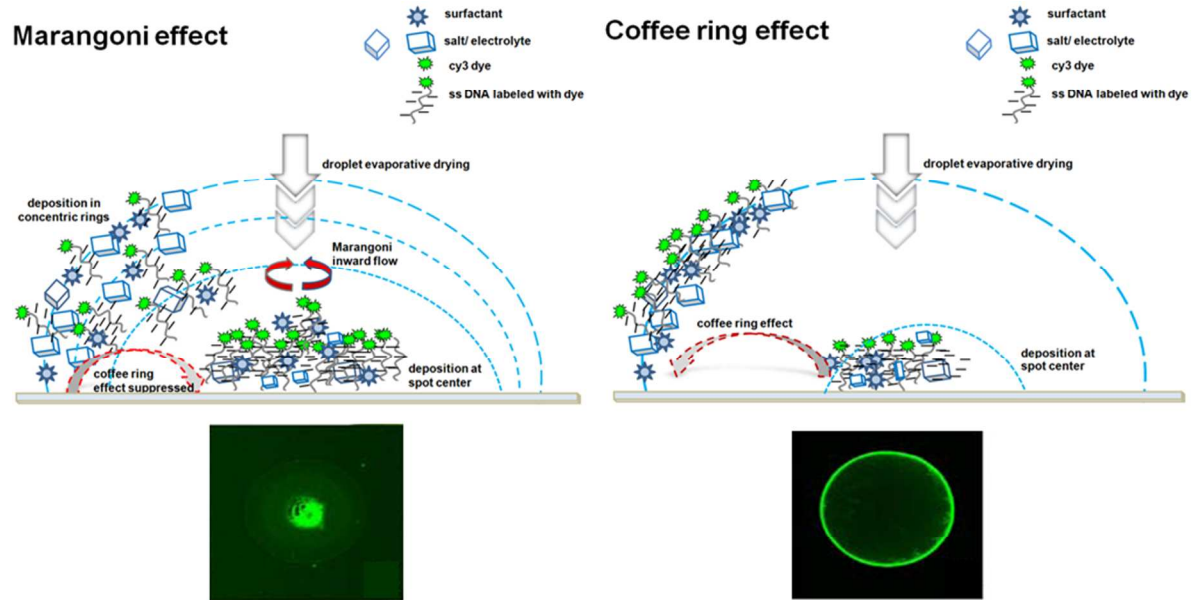 Marangoni effect
surfactant
salt/ electrolyte
cy3 dye
ss DNA labeled with dye
droplet evaporative drying
deposition in
concentric rings
Marangoni
inward flow
coffee ring
effect suppressed
deposition at
spot center
Coffee ring effect
surfactant
salt/ electrolyte
cy3 dye
ss DNA labeled with dye
droplet evaporative drying
coffee ring effect
deposition at
spot center